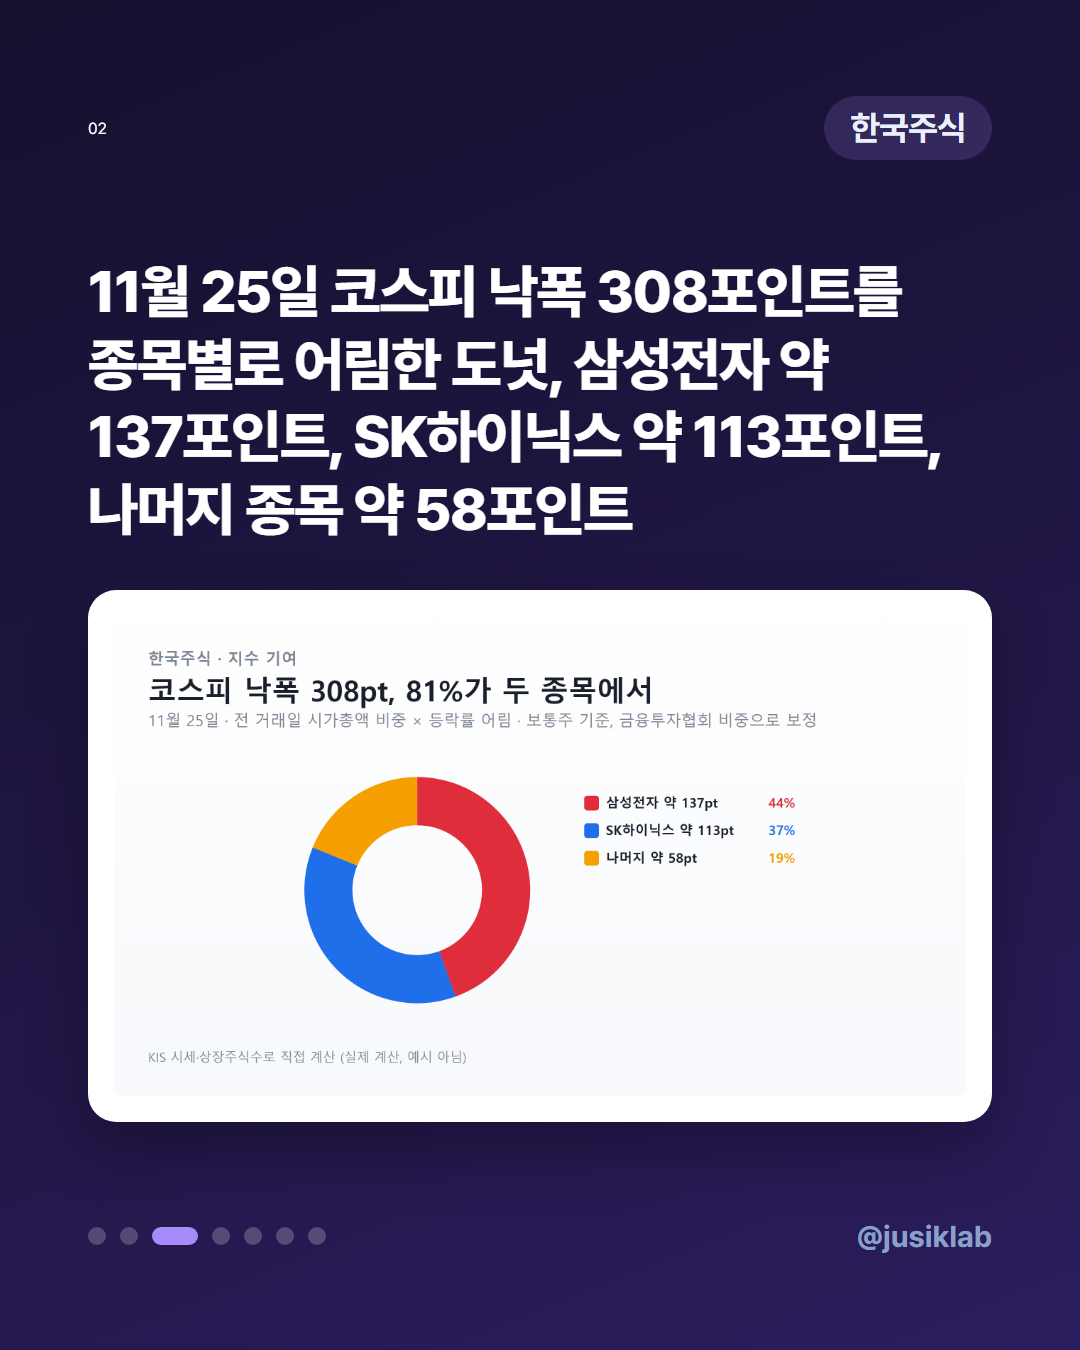 02
한국주식
11월 25일 코스피 낙폭 308포인트를
종목별로 어림한 도넛, 삼성전자 약
137포인트, SK하이닉스 약 113포인트,
나머지 종목 약 58포인트
한국주식 · 지수 기여
코스피 낙폭 308pt, 81%가 두 종목에서
11월 25일 · 전 거래일 시가총액 비중 × 등락률 어림 · 보통주 기준, 금융투자협회 비중으로 보정
삼성전자 약 137pt 44%
SK하이닉스 약 113pt 37%
나머지 약 58pt 19%
KIS 시세·상장주식수로 직접 계산 (실제 계산, 예시 아님)
@jusiklab